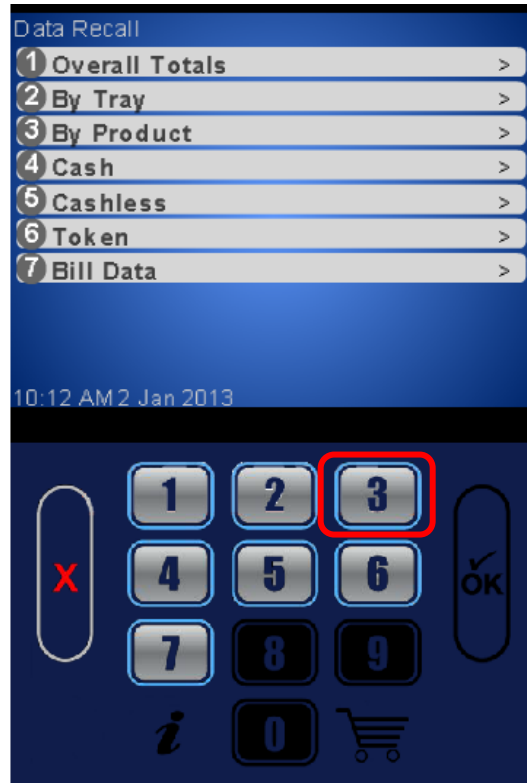 Data Recall
1 Overall Totals >
2 By Tray >
3 By Product >
4 Cash >
5 Cashless >
6 Token >
7 Bill Data >
10:12 AM 2 Jan 2013
1 2 3
X 4 5 6 OK
7 8 9
i 0